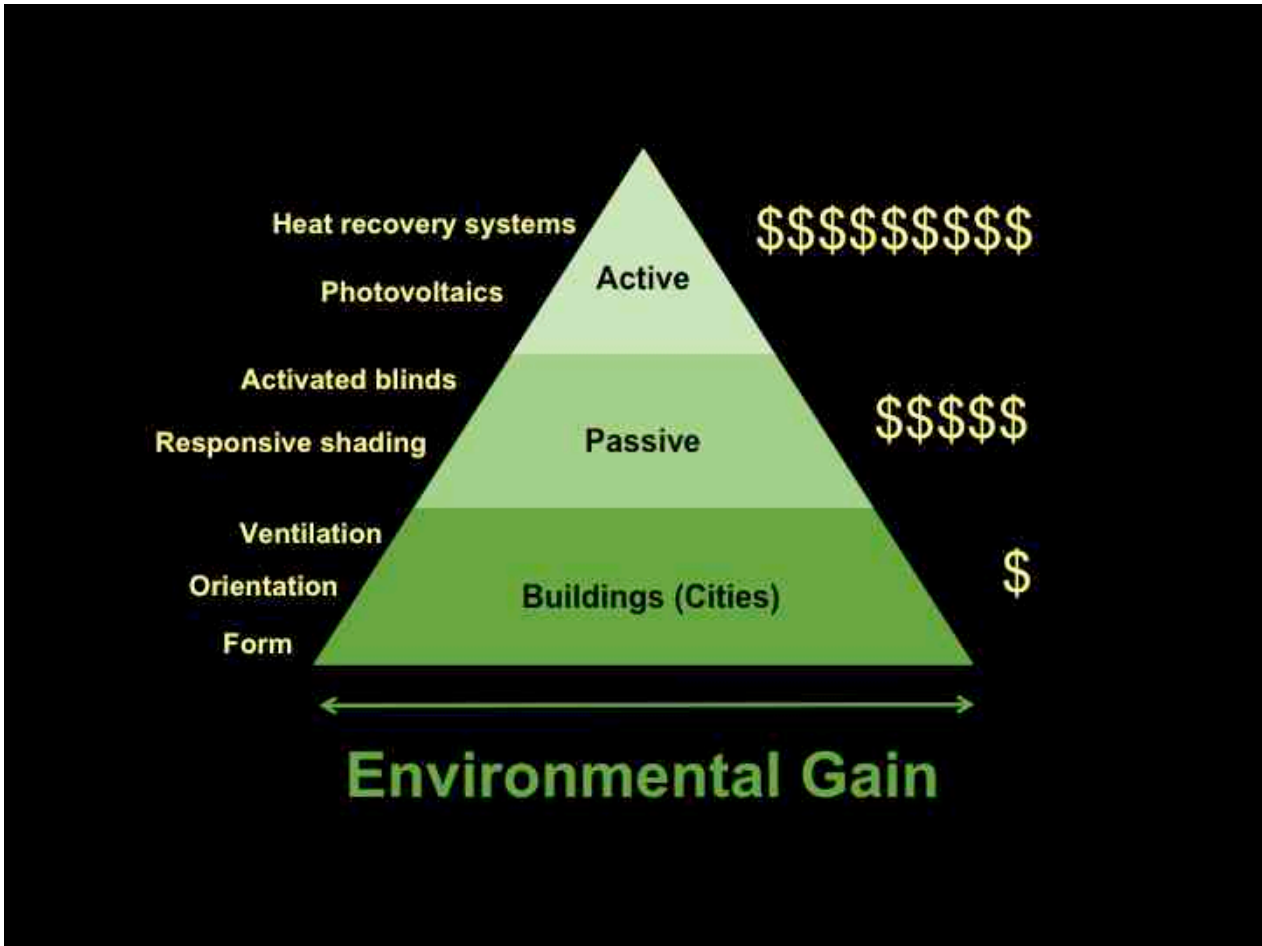 Heat recovery systems
$$$$$$$$$
Active
Photovoltaics
Activated blinds
$$$$$
Responsive shading
Passive
Ventilation
$
Orientation
Buildings (Cities)
Form
Environmental Gain